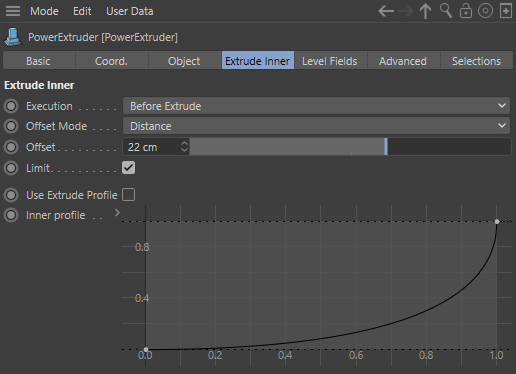 Mode Edit User Data
PowerExtruder [PowerExtruder]
Basic Coord. Object Extrude Inner Level Fields Advanced Selections
Extrude Inner
Execution . . . . . . Before Extrude
Offset Mode . . . . Distance
Offset . . . . . . . . . 22 cm
Limit. . . . . . . . . . .
Use Extrude Profile
Inner profile . . .
0.8
0.4
0.0 0.2 0.4 0.6 0.8 1.0